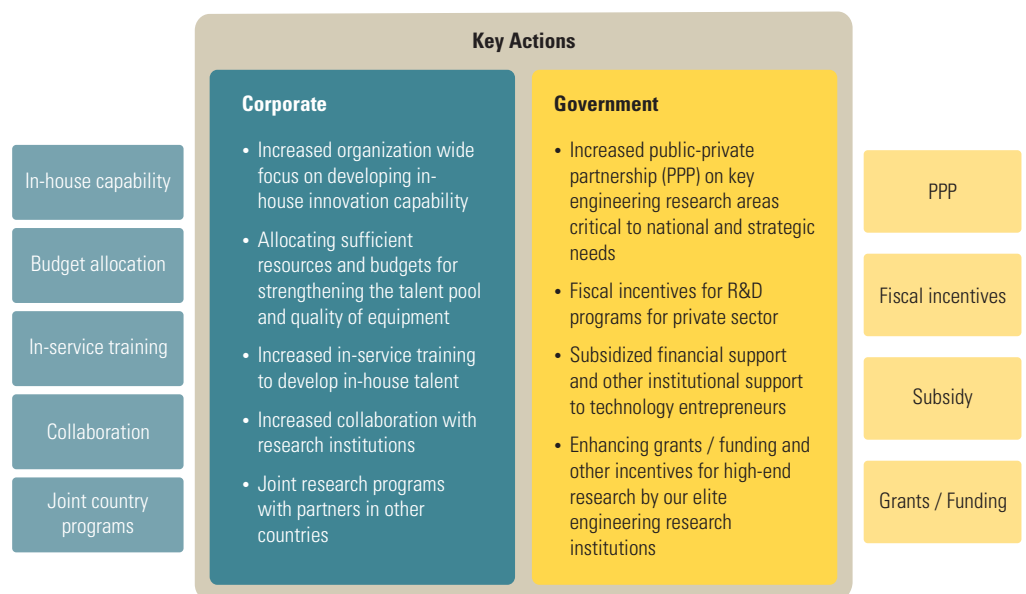 Key Actions
In-house capability
Budget allocation
In-service training
Collaboration
Joint country
programs
Corporate
• Increased organization wide
focus on developing in-
house innovation capability
• Allocating sufficient
resources and budgets for
strengthening the talent pool
and quality of equipment
• Increased in-service training
to develop in-house talent
• Increased collaboration with
research institutions
• Joint research programs
with partners in other
countries
Government
• Increased public-private
partnership (PPP) on key
engineering research areas
critical to national and strategic
needs
• Fiscal incentives for R&D
programs for private sector
• Subsidized financial support
and other institutional support
to technology entrepreneurs
• Enhancing grants / funding and
other incentives for high-end
research by our elite
engineering research
institutions
PPP
Fiscal incentives
Subsidy
Grants / Funding